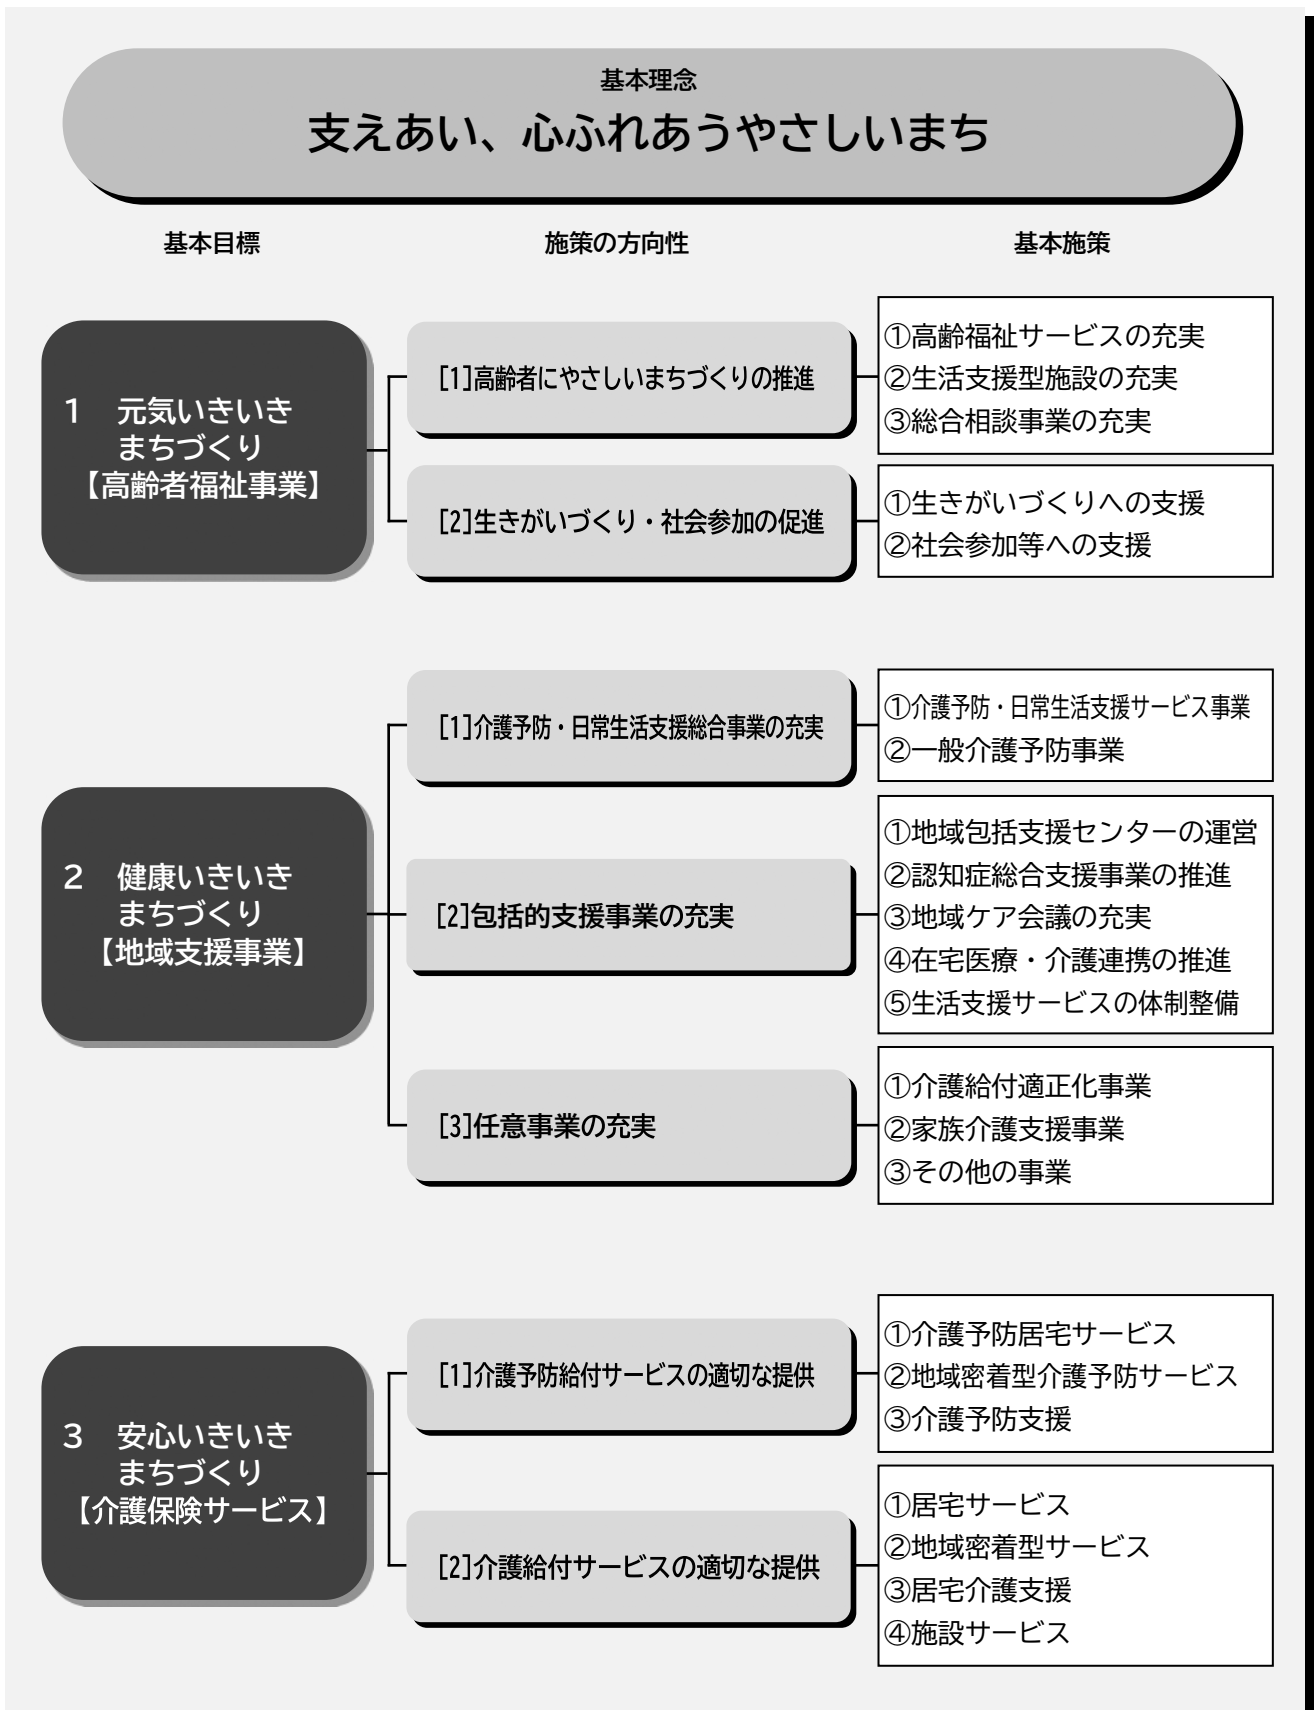 基本理念
支えあい、心ふれあうやさしいまち
基本目標
施策の方向性
基本施策
1 元気いきいき
まちづくり
【高齢者福祉事業】
[1]高齢者にやさしいまちづくりの推進
①高齢福祉サービスの充実
②生活支援型施設の充実
③総合相談事業の充実
[2]生きがいづくり・社会参加の促進
①生きがいづくりへの支援
②社会参加等への支援
2 健康いきいき
まちづくり
【地域支援事業】
[1]介護予防・日常生活支援総合事業の充実
①介護予防・日常生活支援サービス事業
②一般介護予防事業
[2]包括的支援事業の充実
①地域包括支援センターの運営
②認知症総合支援事業の推進
③地域ケア会議の充実
④在宅医療・介護連携の推進
⑤生活支援サービスの体制整備
[3]任意事業の充実
①介護給付適正化事業
②家族介護支援事業
③その他の事業
3 安心いきいき
まちづくり
【介護保険サービス】
[1]介護予防給付サービスの適切な提供
①介護予防居宅サービス
②地域密着型介護予防サービス
③介護予防支援
[2]介護給付サービスの適切な提供
①居宅サービス
②地域密着型サービス
③居宅介護支援
④施設サービス